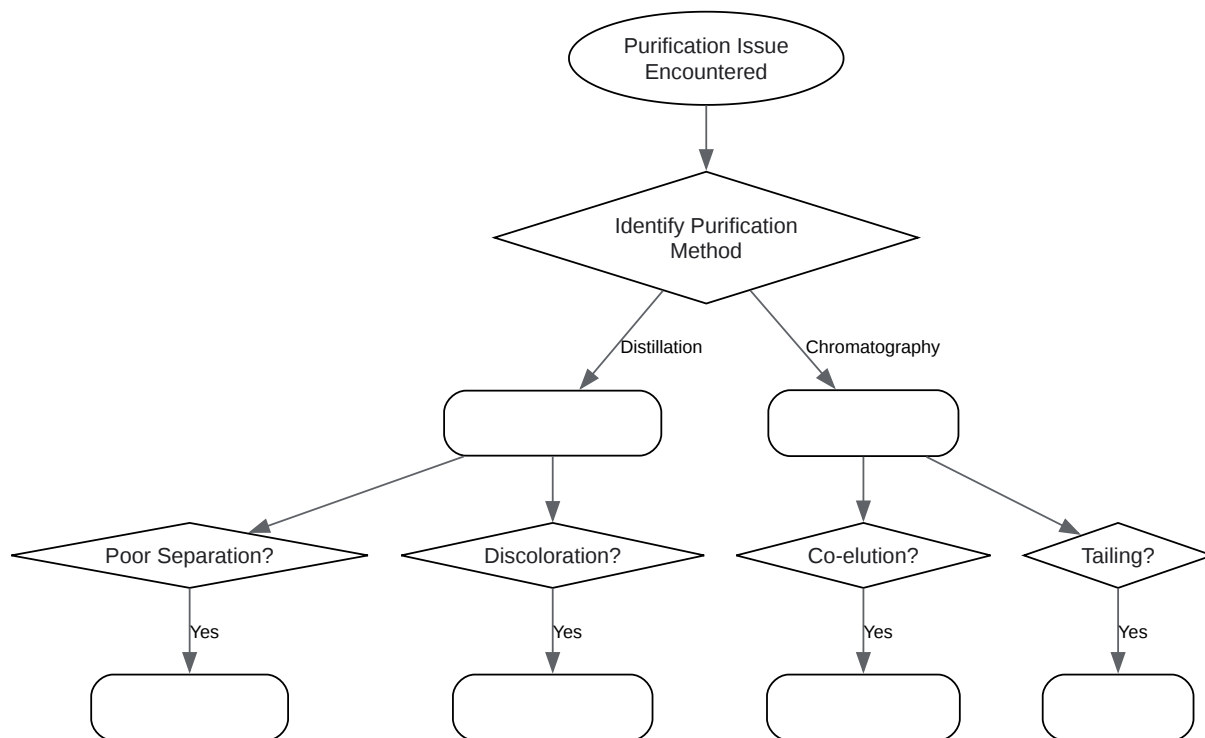 Purification Issue
Encountered
Identify Purification
Method
Distillation
Chromatography
Poor Separation?
Discoloration?
Co-elution?
Tailing?
Yes
Yes
Yes
Yes